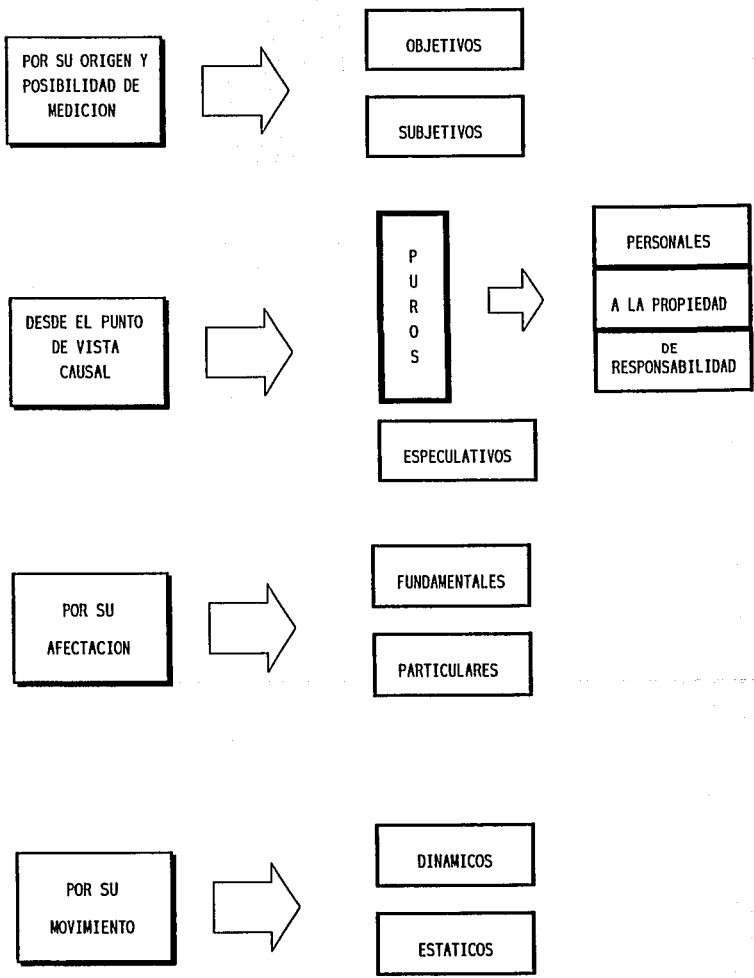 POR SU ORIGEN Y
POSIBILIDAD DE
MEDICION
OBJETIVOS
SUBJETIVOS
DESDE EL PUNTO
DE VISTA
CAUSAL
P
U
R
O
S
PERSONALES
A LA PROPIEDAD
DE
RESPONSABILIDAD
ESPECULATIVOS
POR SU
AFECTACION
FUNDAMENTALES
PARTICULARES
POR SU
MOVIMIENTO
DINAMICOS
ESTATICOS